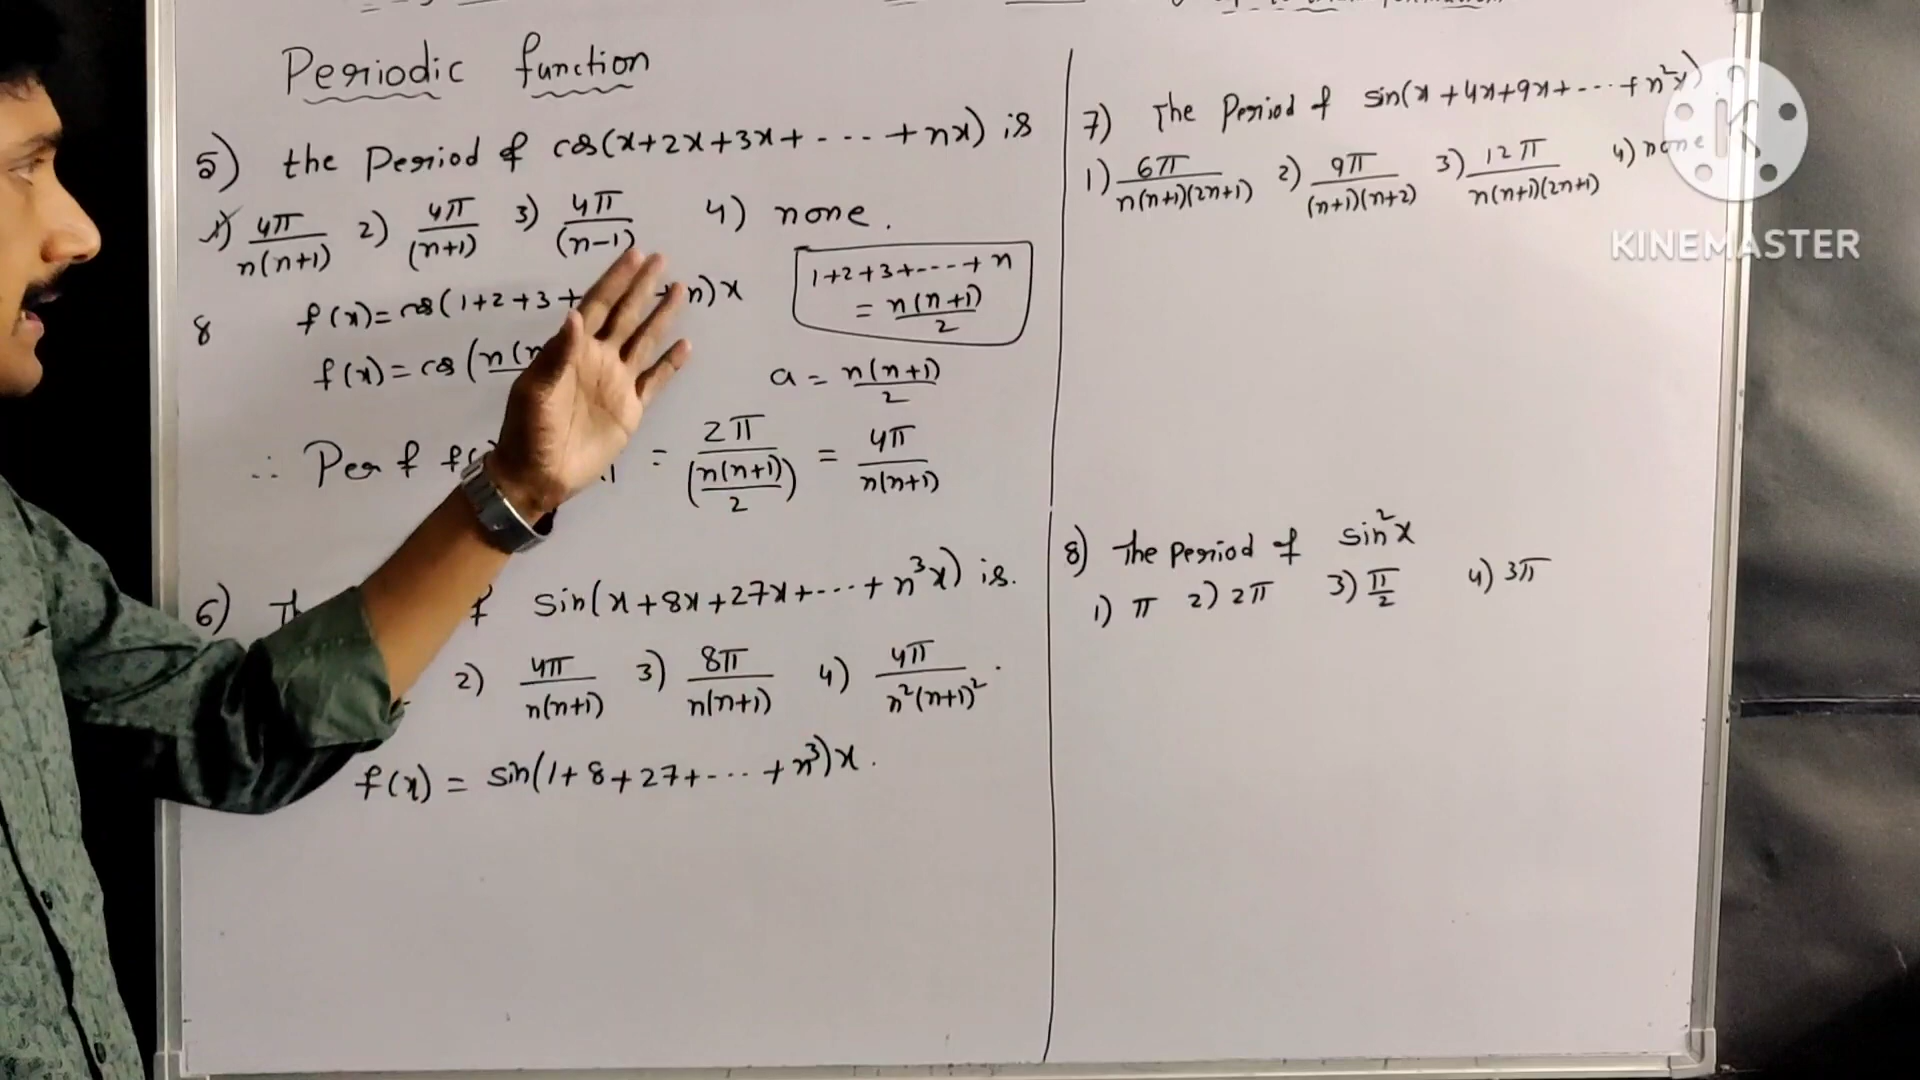 Periodic function
5) the Period of cos(x+2x+3x+---+nx) is
1) 4π/n(n+1) 2) 4π/(n+1) 3) 4π/(n-1) 4) none.
1+2+3+----+n
= n(n+1)/2
8 f(x)=cos(1+2+3+ +n)x
f(x)=cos(n(n
a = n(n+1)/2
∴ Per of f( = 2π/(n(n+1)/2) = 4π/n(n+1)
6) of sin(x+8x+27x+---+n³x) is.
2) 4π/n(n+1) 3) 8π/n(n+1) 4) 4π/n²(n+1)².
f(x) = sin(1+8+27+---+n³)x.
7) The Period of sin(x+4x+9x+---+n²x)
1) 6π/n(n+1)(2n+1) 2) 9π/(n+1)(n+2) 3) 12π/n(n+1)(2n+1) 4) none
KINEMASTER
8) The period of sin²x
1) π 2) 2π 3) π/2 4) 3π